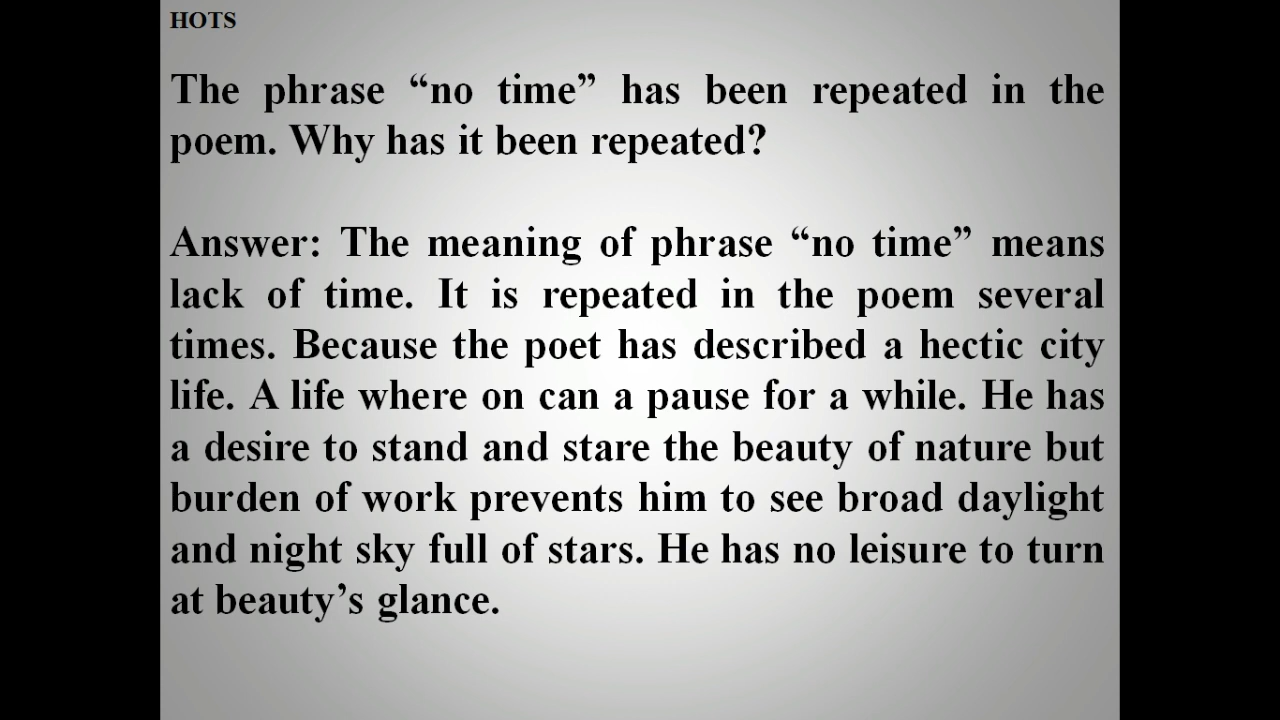 HOTS
The phrase “no time” has been repeated in the
poem. Why has it been repeated?
Answer: The meaning of phrase “no time” means
lack of time. It is repeated in the poem several
times. Because the poet has described a hectic city
life. A life where on can a pause for a while. He has
a desire to stand and stare the beauty of nature but
burden of work prevents him to see broad daylight
and night sky full of stars. He has no leisure to turn
at beauty’s glance.